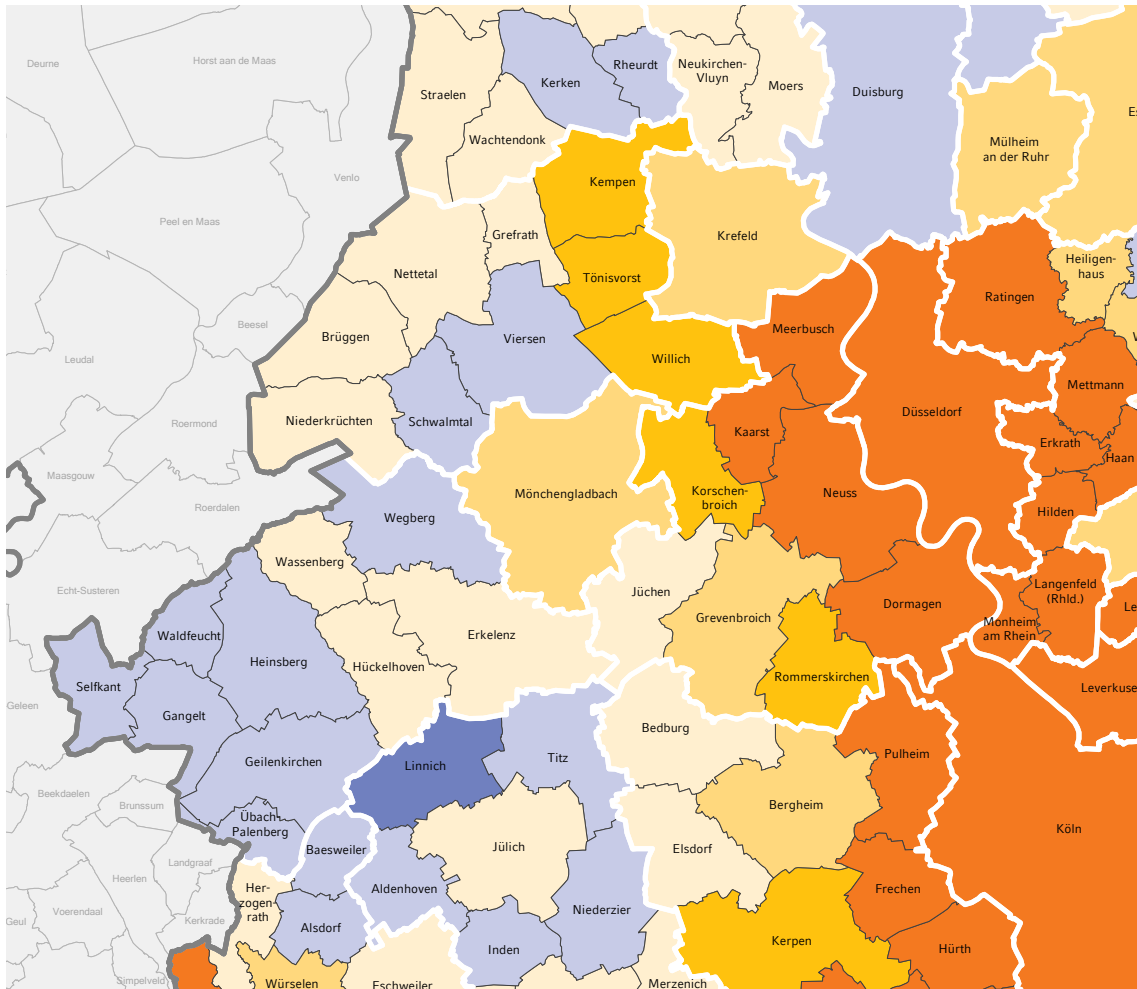 Deurne
Horst aan de Maas
Venlo
Peel en Maas
Beesel
Leudal
Roermond
Maasgouw
Roerdalen
Echt-Susteren
Geleen
Beekdaelen
Brunssum
Landgraaf
Heerlen
Voerendaal
Kerkrade
Simpelveld
Straelen
Kerken
Rheurdt
Neukirchen-
Vluyn
Moers
Duisburg
Mülheim
an der Ruhr
Es
Wachtendonk
Kempen
Grefrath
Krefeld
Nettetal
Tönisvorst
Heiligen-
haus
Ratingen
Brüggen
Viersen
Willich
Meerbusch
Mettmann
Niederkrüchten
Schwalmtal
Kaarst
Düsseldorf
Erkrath
Haan
Mönchengladbach
Korschen-
broich
Neuss
Hilden
Wegberg
Wassenberg
Jüchen
Grevenbroich
Dormagen
Langenfeld
(Rhld.)
Monheim
am Rhein
Le
Waldfeucht
Heinsberg
Hückelhoven
Erkelenz
Rommerskirchen
Leverkuse
Selfkant
Gangelt
Geilenkirchen
Linnich
Titz
Bedburg
Pulheim
Bergheim
Köln
Übach-
Palenberg
Baesweiler
Jülich
Elsdorf
Aldenhoven
Frechen
Her-
zogen-
rath
Alsdorf
Niederzier
Inden
Kerpen
Hürth
Würselen
Eschweiler
Merzenich
Geul